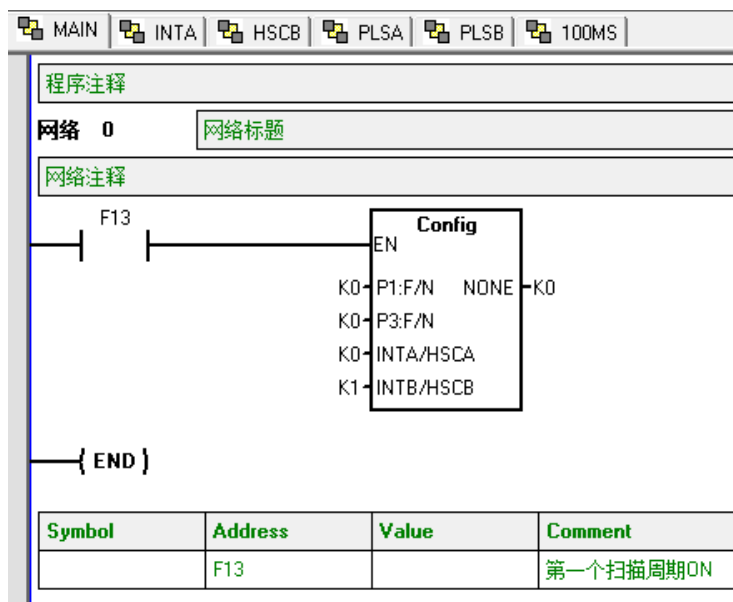 MAIN INTA HSCB PLSA PLSB 100MS
程序注释
网络 0 网络标题
网络注释
F13 Config
EN
K0 P1:F/N NONE K0
K0 P3:F/N
K0 INTA/HSCA
K1 INTB/HSCB
( END )
Symbol Address Value Comment
F13 第一个扫描周期ON